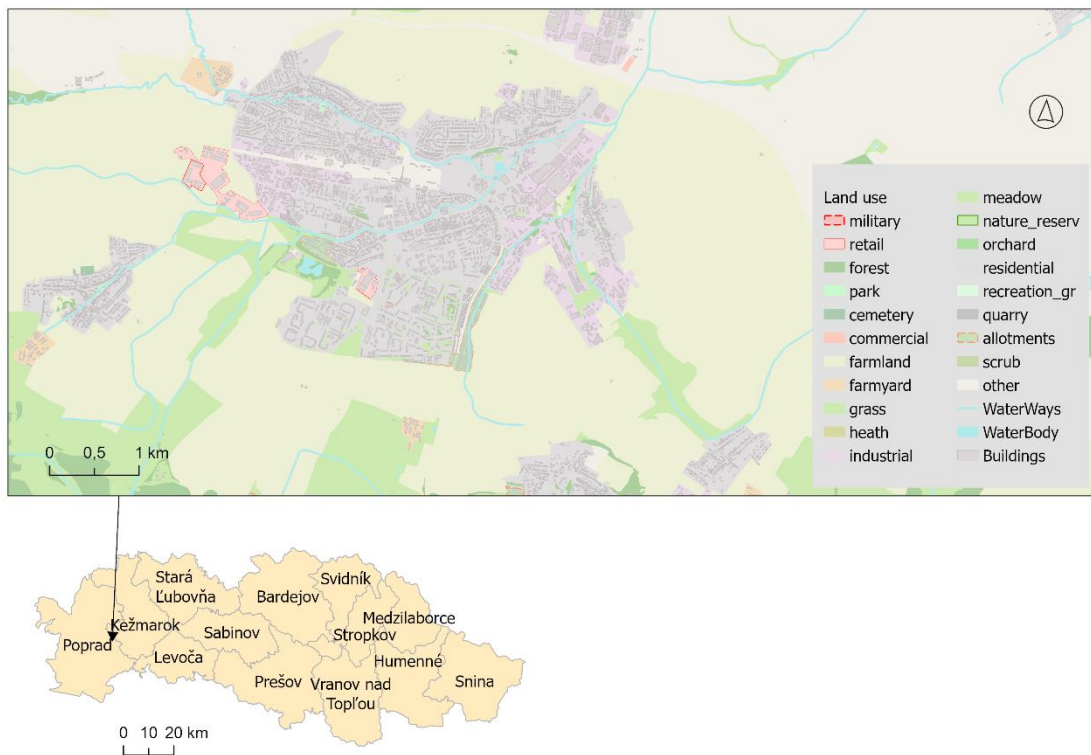 Land use
military
retail
forest
park
cemetery
commercial
farmland
farmyard
grass
heath
industrial
meadow
nature_reserv
orchard
residential
recreation_gr
quarry
allotments
scrub
other
WaterWays
WaterBody
Buildings
0 0,5 1 km
Stará
Ľubovňa
Bardejov
Svidník
Medzilaborce
Kežmarok
Sabinov
Stropkov
Poprad
Levoča
Humenné
Prešov
Vranov nad
Topľou
Snina
0 10 20 km